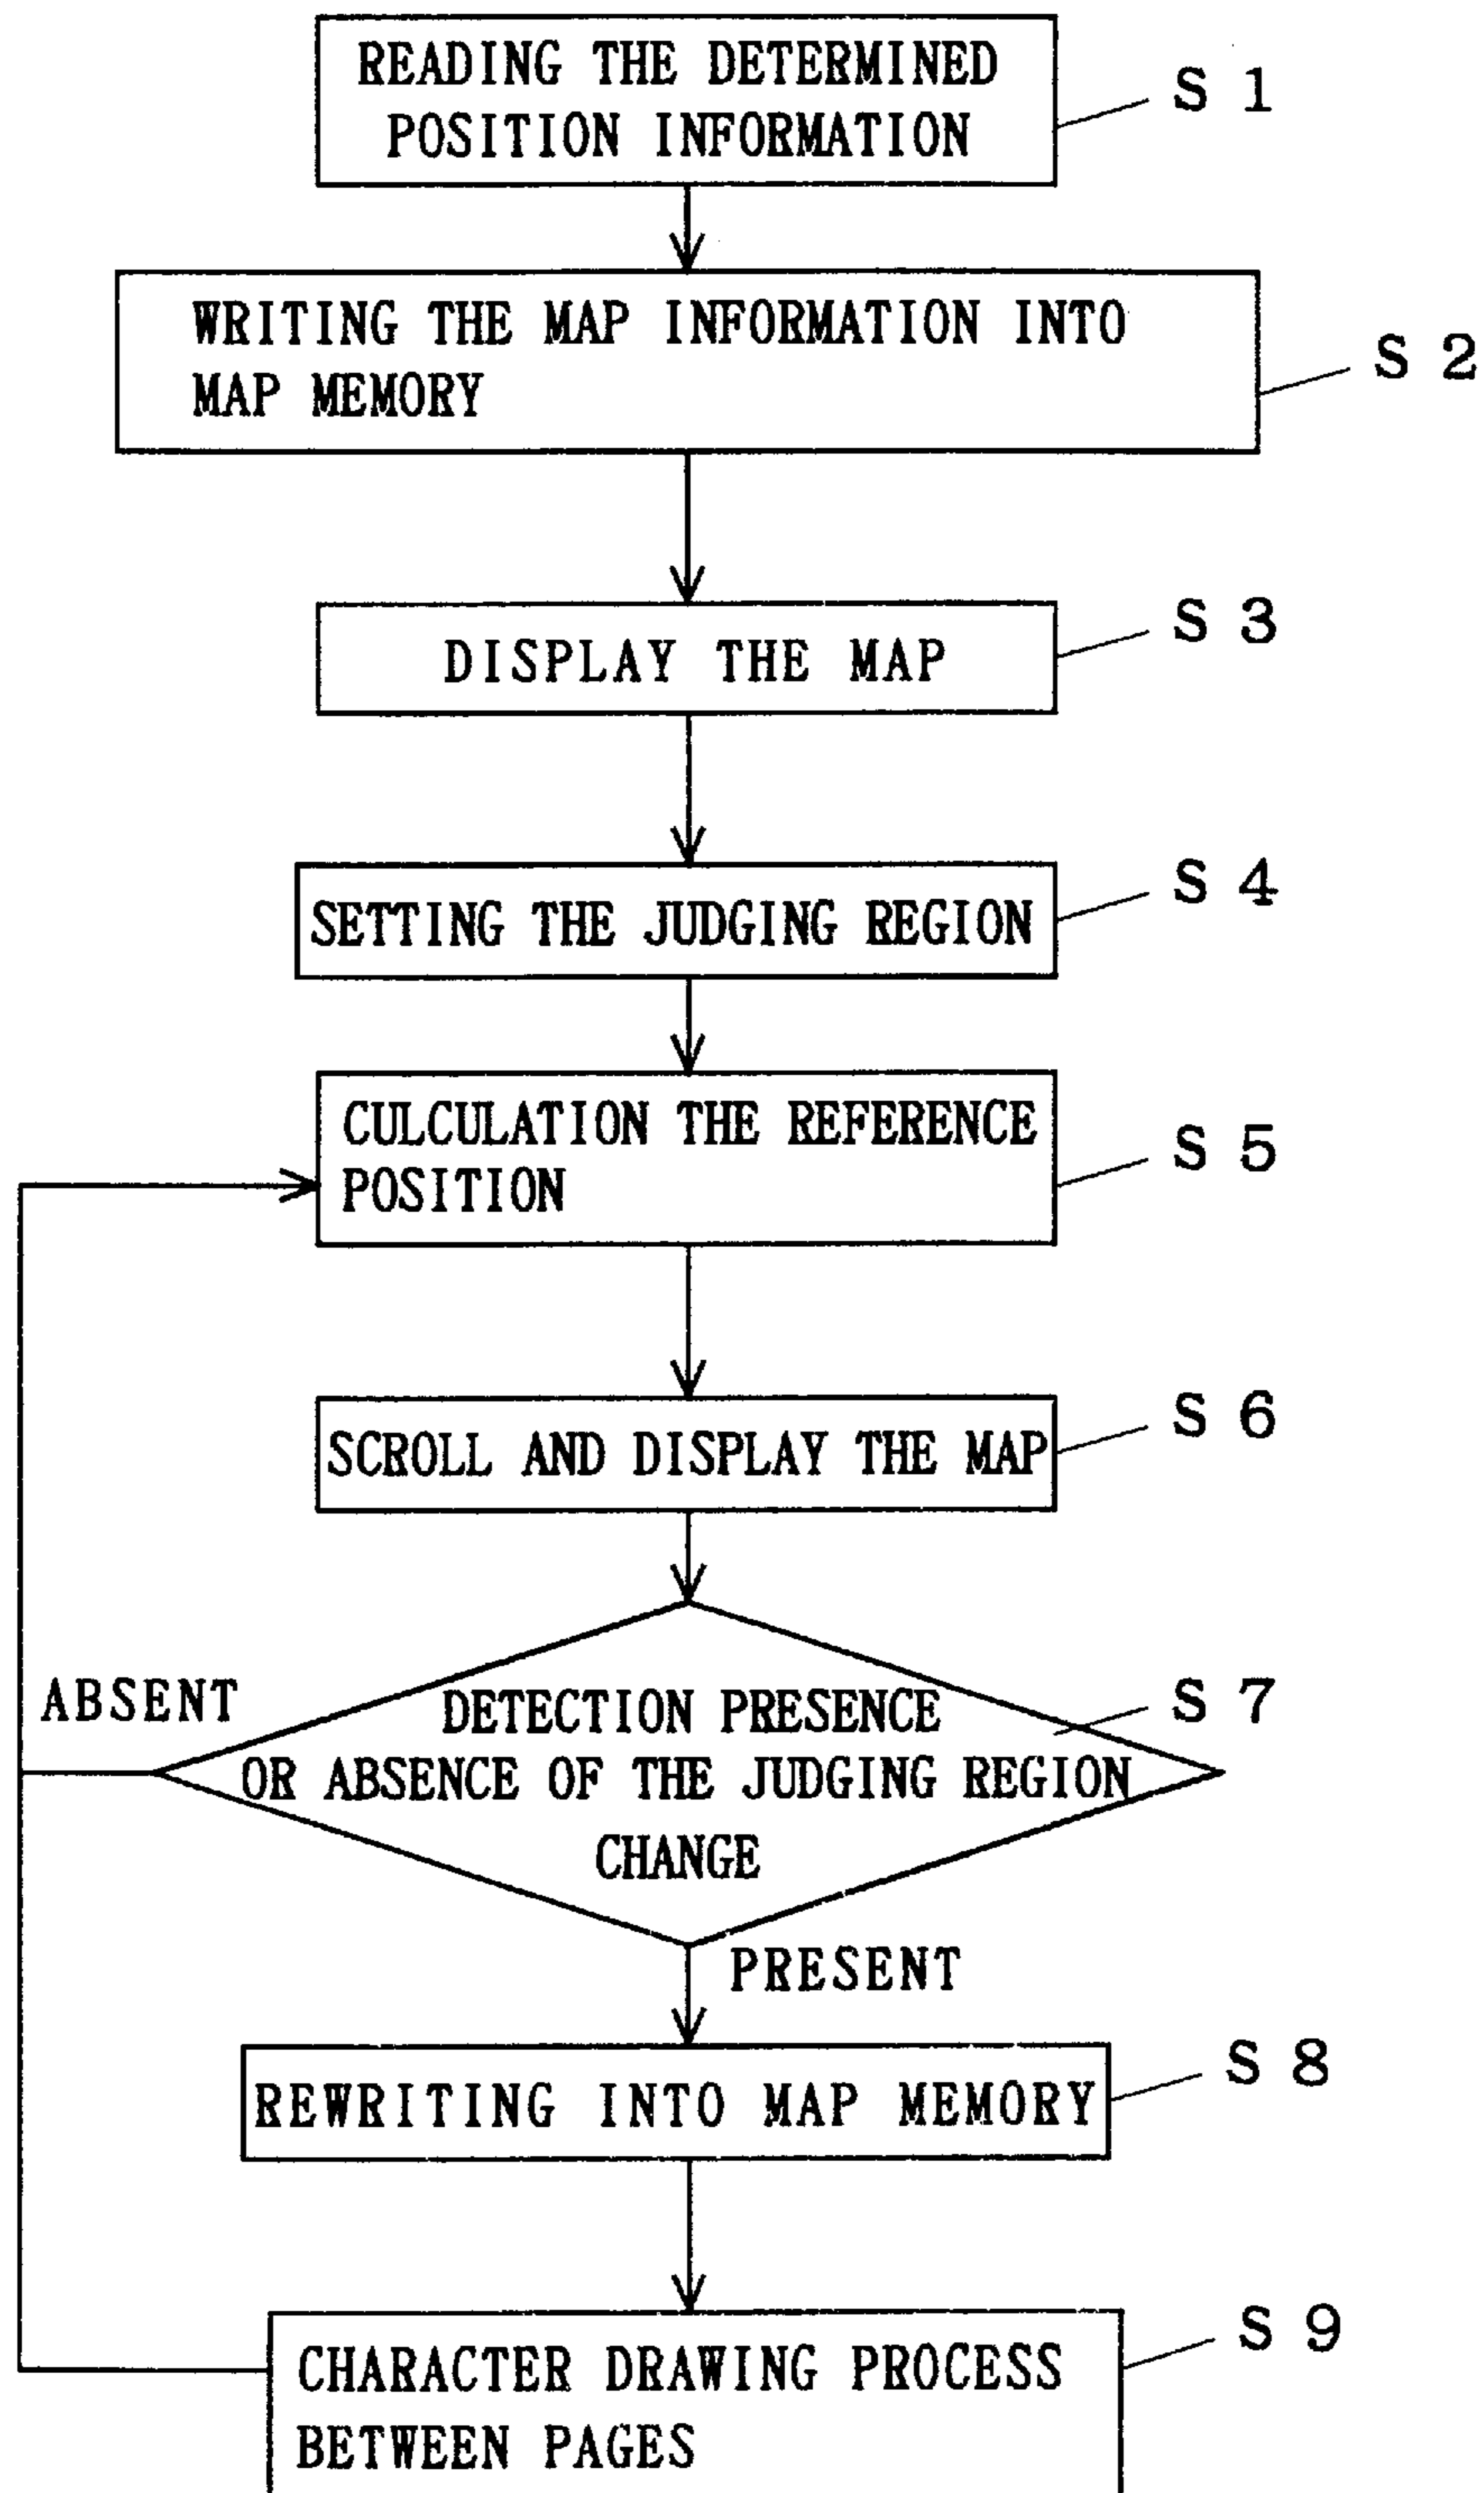 READING THE DETERMINED
POSITION INFORMATION
S 1
WRITING THE MAP INFORMATION INTO
MAP MEMORY
S 2
DISPLAY THE MAP
S 3
SETTING THE JUDGING REGION
S 4
CULCULATION THE REFERENCE
POSITION
S 5
SCROLL AND DISPLAY THE MAP
S 6
ABSENT
DETECTION PRESENCE
OR ABSENCE OF THE JUDGING REGION
CHANGE
S 7
PRESENT
REWRITING INTO MAP MEMORY
S 8
CHARACTER DRAWING PROCESS
BETWEEN PAGES
S 9